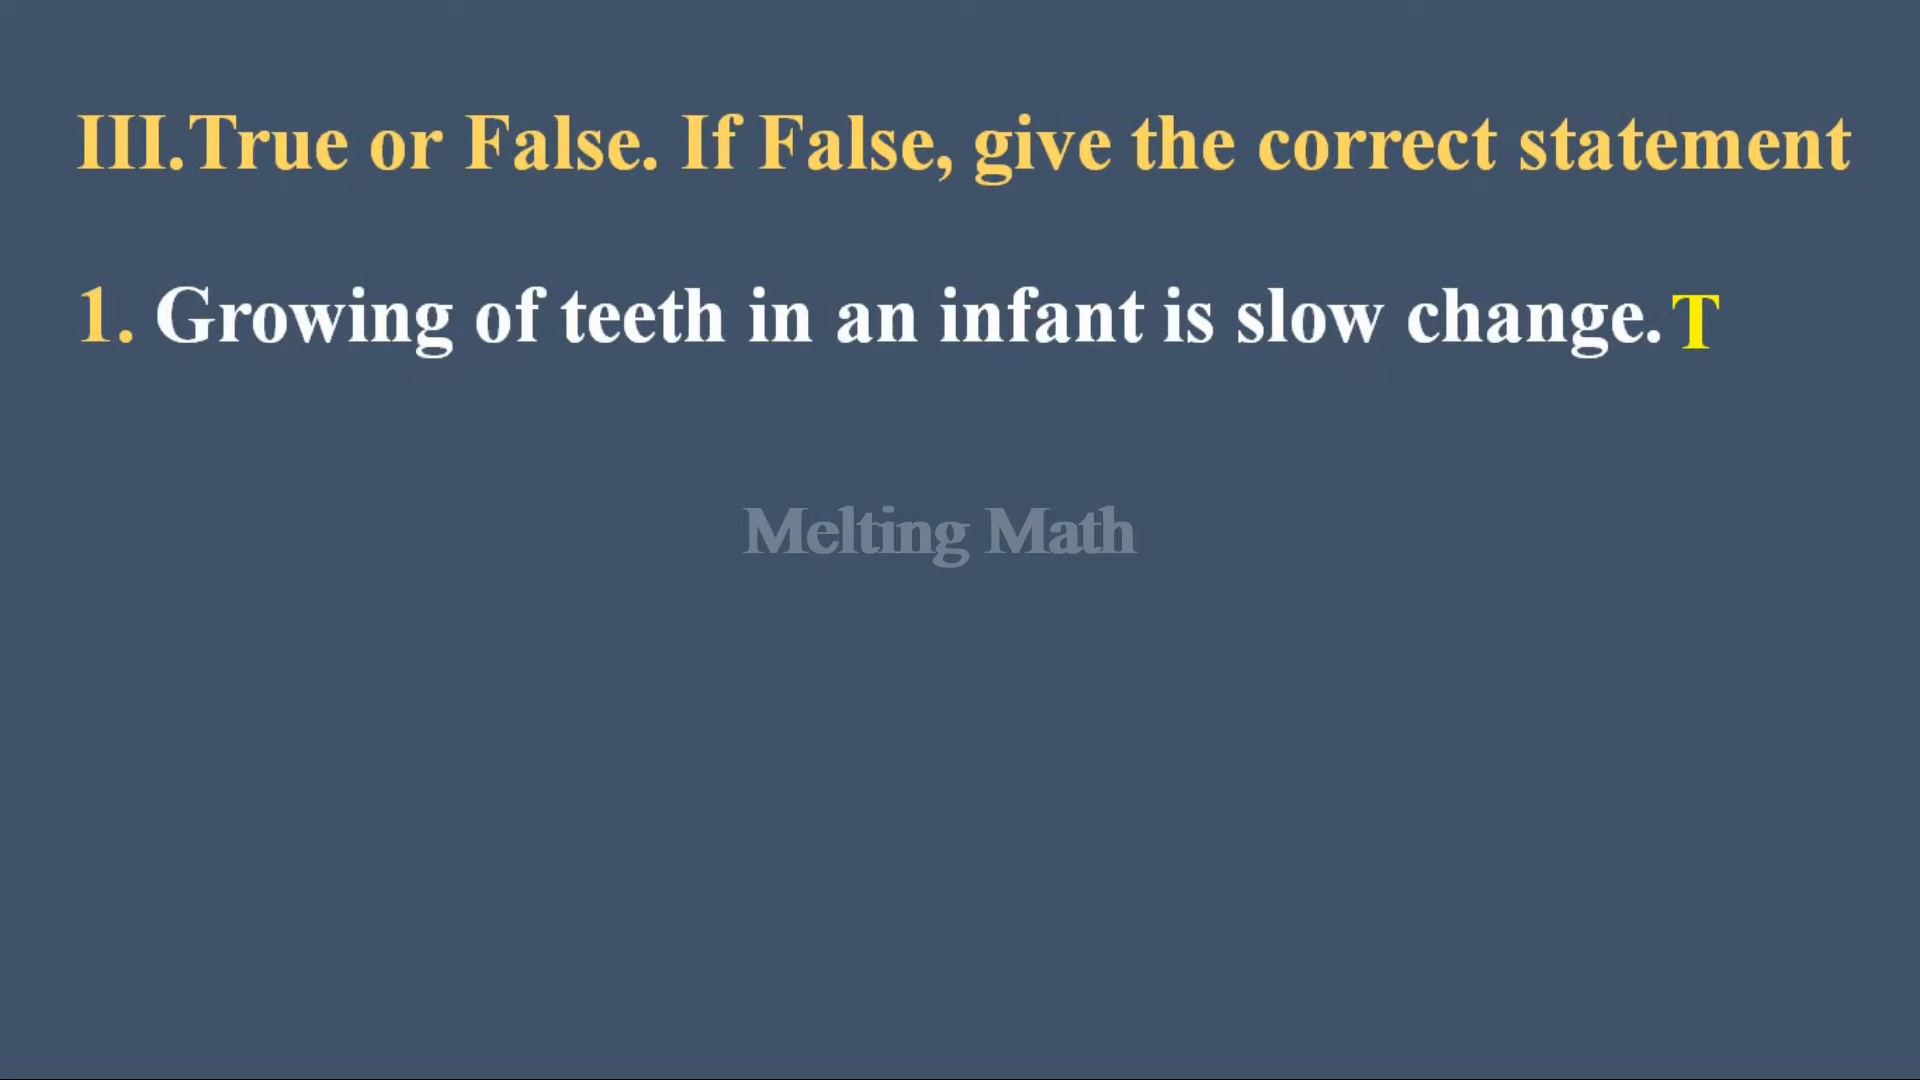 III.True or False. If False, give the correct statement
1. Growing of teeth in an infant is slow change. T
Melting Math